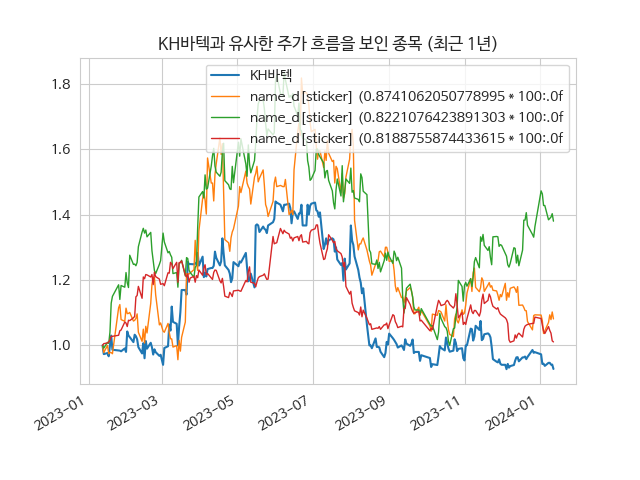 KH바텍과 유사한 주가 흐름을 보인 종목 (최근 1년)
KH바텍
name_d[sticker] (0.8741062050778995*100:.0f
name_d[sticker] (0.8221076423891303*100:.0f
name_d[sticker] (0.8188755874433615*100:.0f
1.8
1.6
1.4
1.2
1.0
2023-01
2023-03
2023-05
2023-07
2023-09
2023-11
2024-01